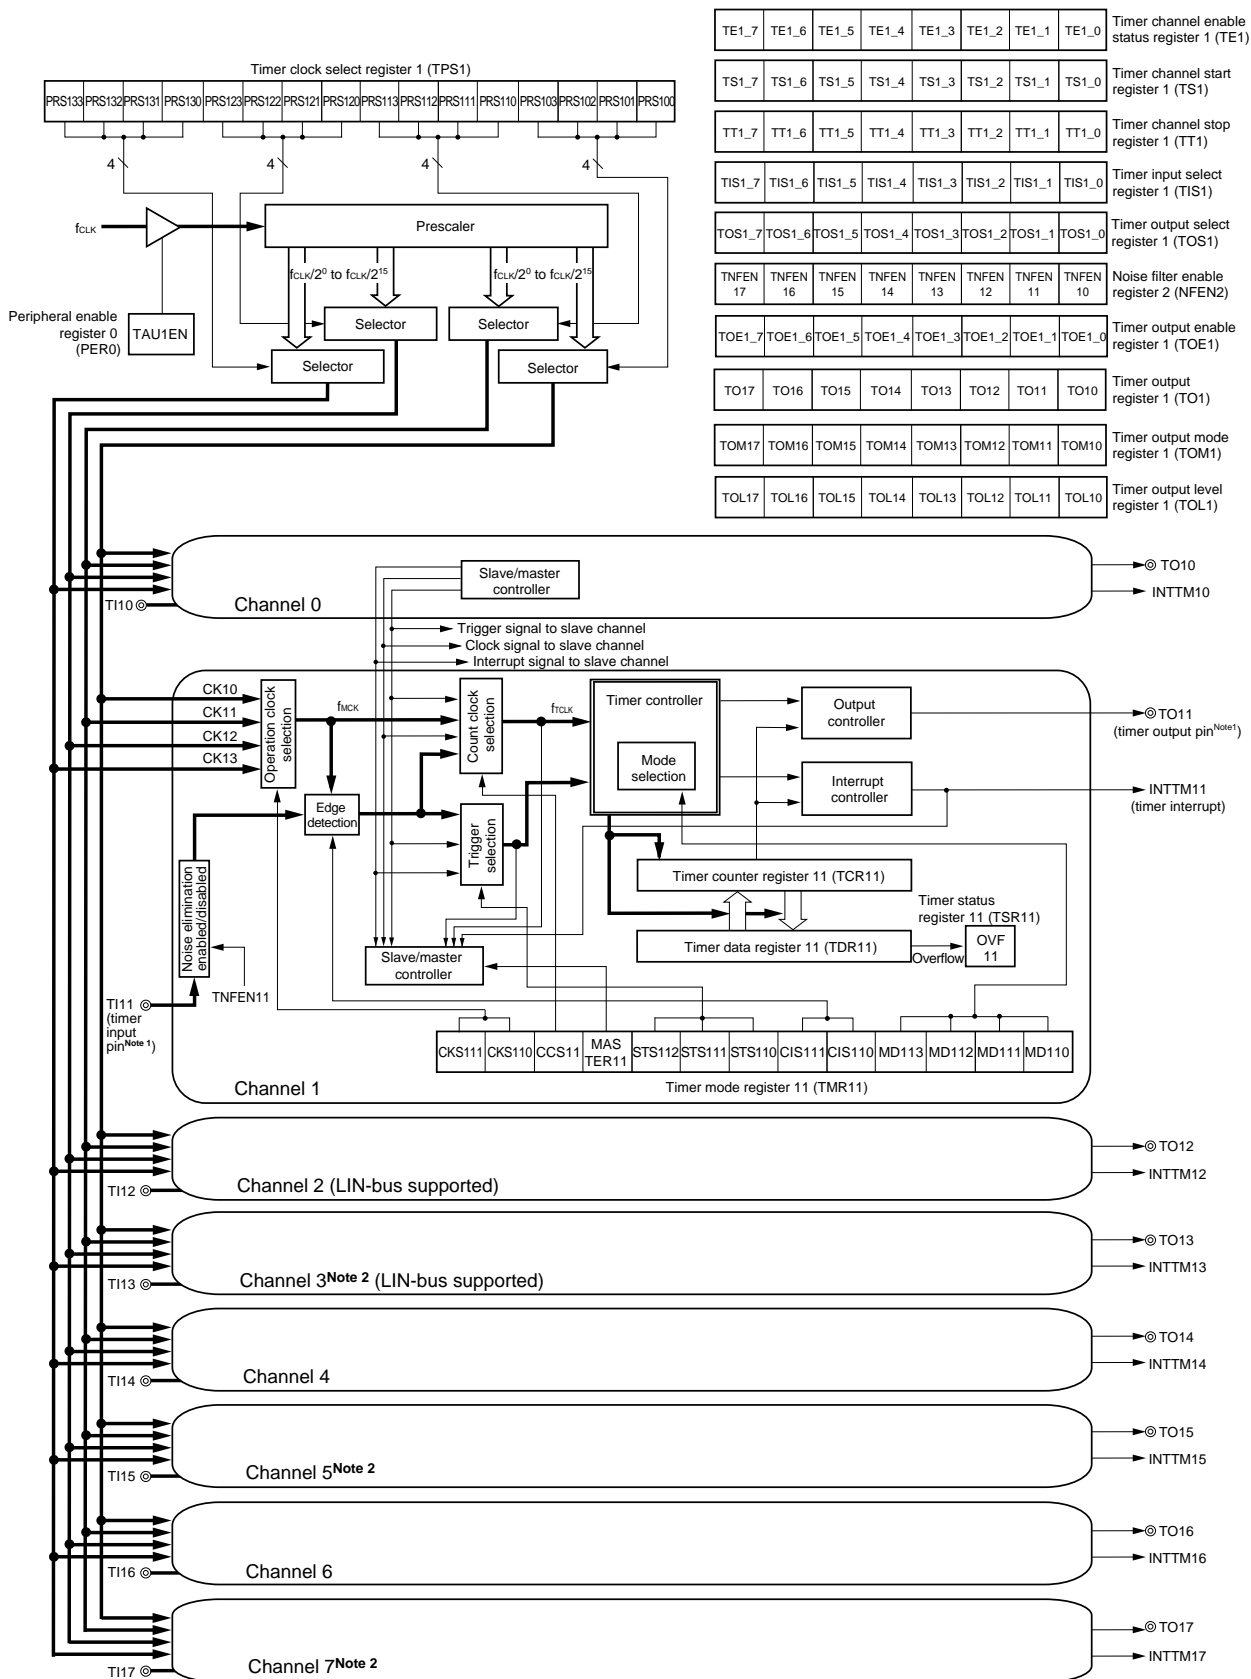 Timer clock select register 1 (TPS1)
PRS133 PRS132 PRS131 PRS130 PRS123 PRS122 PRS121 PRS120 PRS113 PRS112 PRS111 PRS110 PRS103 PRS102 PRS101 PRS100
4 4 4 4
fCLK
Prescaler
fCLK/2⁰ to fCLK/2¹⁵ fCLK/2⁰ to fCLK/2¹⁵
Peripheral enable
register 0
(PER0)
TAU1EN
Selector Selector
Selector Selector
TE1_7 TE1_6 TE1_5 TE1_4 TE1_3 TE1_2 TE1_1 TE1_0
Timer channel enable
status register 1 (TE1)
TS1_7 TS1_6 TS1_5 TS1_4 TS1_3 TS1_2 TS1_1 TS1_0
Timer channel start
register 1 (TS1)
TT1_7 TT1_6 TT1_5 TT1_4 TT1_3 TT1_2 TT1_1 TT1_0
Timer channel stop
register 1 (TT1)
TIS1_7 TIS1_6 TIS1_5 TIS1_4 TIS1_3 TIS1_2 TIS1_1 TIS1_0
Timer input select
register 1 (TIS1)
TOS1_7 TOS1_6 TOS1_5 TOS1_4 TOS1_3 TOS1_2 TOS1_1 TOS1_0
Timer output select
register 1 (TOS1)
TNFEN TNFEN TNFEN TNFEN TNFEN TNFEN TNFEN TNFEN
17 16 15 14 13 12 11 10
Noise filter enable
register 2 (NFEN2)
TOE1_7 TOE1_6 TOE1_5 TOE1_4 TOE1_3 TOE1_2 TOE1_1 TOE1_0
Timer output enable
register 1 (TOE1)
TO17 TO16 TO15 TO14 TO13 TO12 TO11 TO10
Timer output
register 1 (TO1)
TOM17 TOM16 TOM15 TOM14 TOM13 TOM12 TOM11 TOM10
Timer output mode
register 1 (TOM1)
TOL17 TOL16 TOL15 TOL14 TOL13 TOL12 TOL11 TOL10
Timer output level
register 1 (TOL1)
Slave/master
controller
TO10
INTTM10
TI10
Channel 0
Trigger signal to slave channel
Clock signal to slave channel
Interrupt signal to slave channel
CK10
CK11
CK12
CK13
Operation clock
selection
fMCK
Count clock
selection
fTCLK
Timer controller
Mode
selection
Output
controller
TO11
(timer output pin Note1)
Interrupt
controller
INTTM11
(timer interrupt)
Edge
detection
Trigger
selection
Noise elimination
enabled/disabled
TNFEN11
TI11
(timer
input
pin Note 1)
Timer counter register 11 (TCR11)
Timer status
register 11 (TSR11)
Timer data register 11 (TDR11)
Overflow
OVF
11
Slave/master
controller
CKS111 CKS110 CCS11 MAS
TER11 STS112 STS111 STS110 CIS111 CIS110 MD113 MD112 MD111 MD110
Timer mode register 11 (TMR11)
Channel 1
TO12
INTTM12
TI12
Channel 2 (LIN-bus supported)
TO13
INTTM13
TI13
Channel 3 Note 2 (LIN-bus supported)
TO14
INTTM14
TI14
Channel 4
TO15
INTTM15
TI15
Channel 5 Note 2
TO16
INTTM16
TI16
Channel 6
TO17
INTTM17
TI17
Channel 7 Note 2